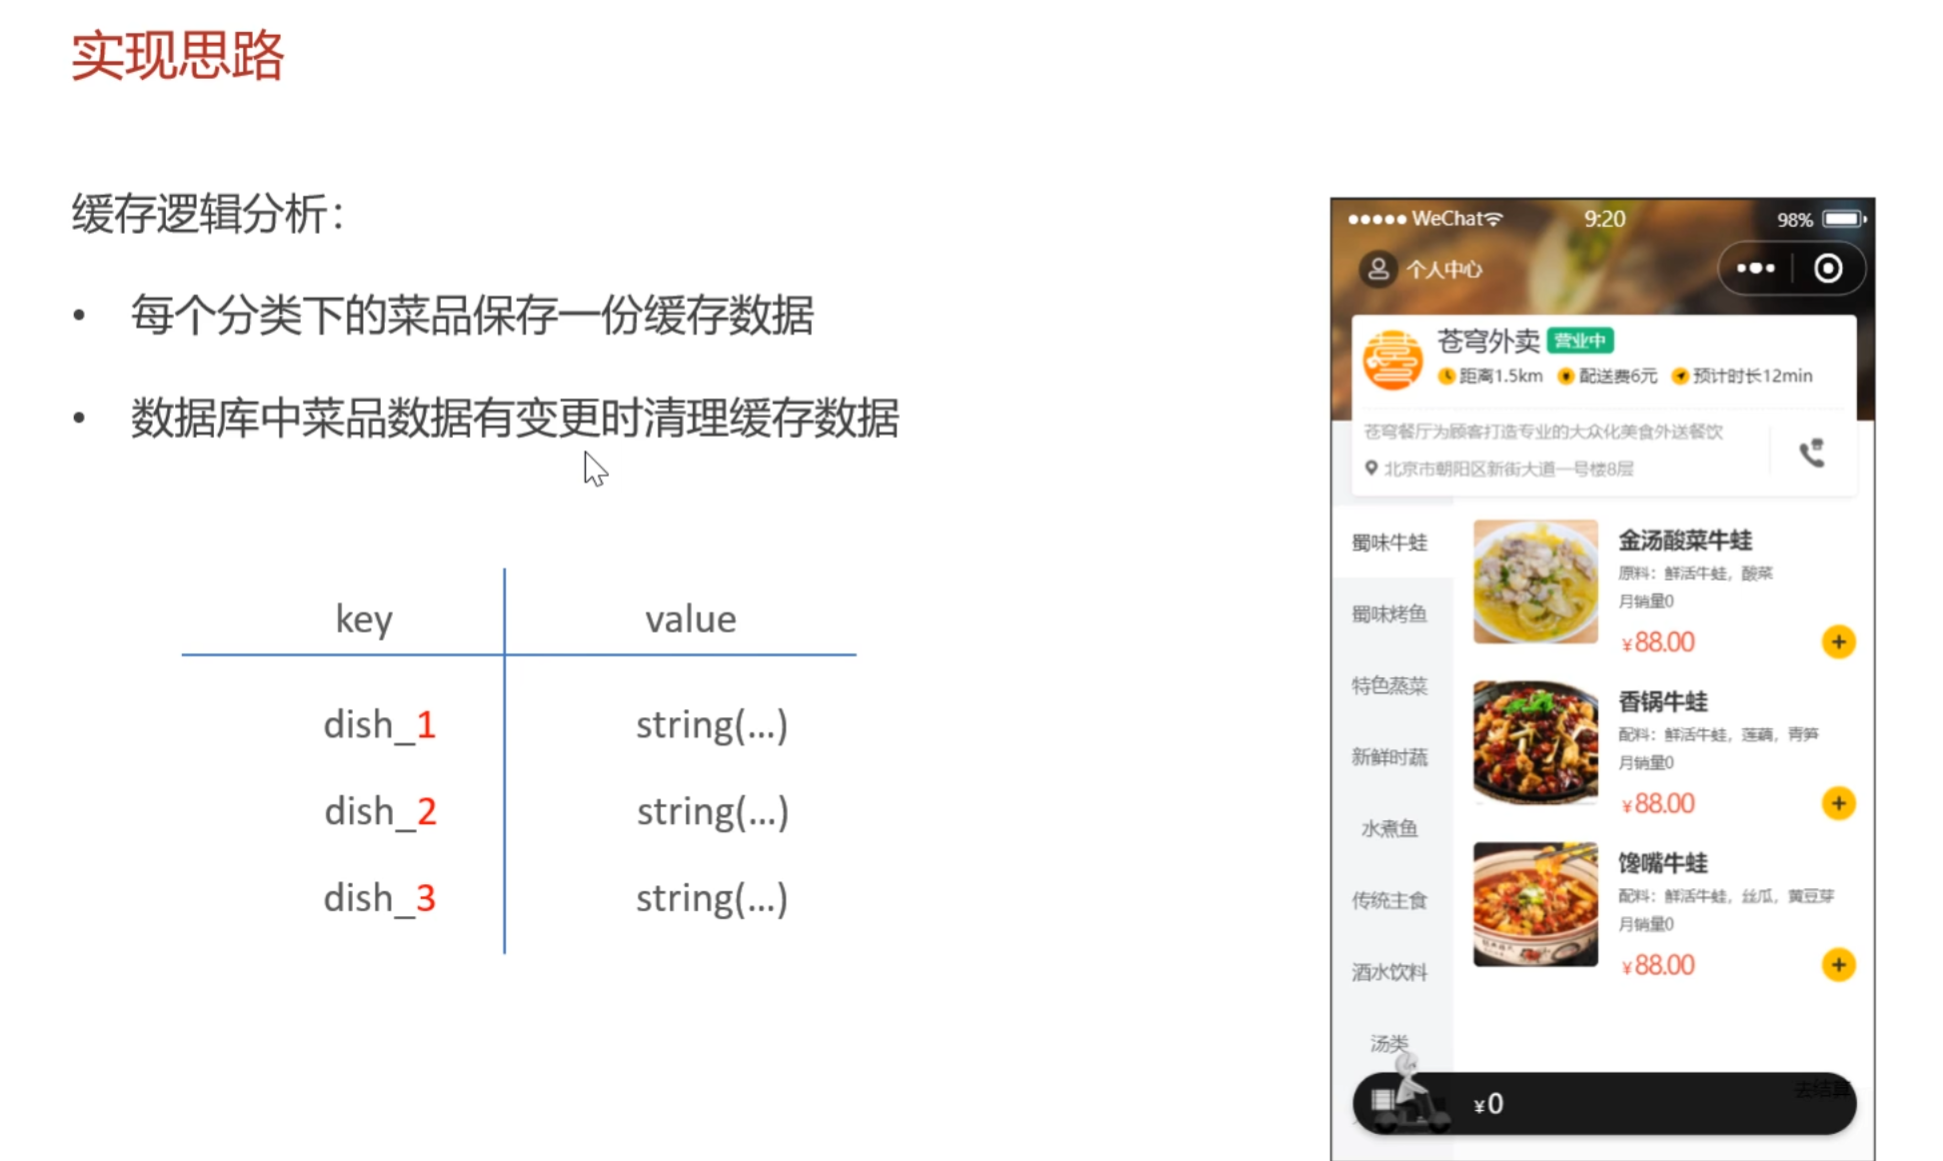 实现思路
缓存逻辑分析：
• 每个分类下的菜品保存一份缓存数据
• 数据库中菜品数据有变更时清理缓存数据
key value
dish_1 string(...)
dish_2 string(...)
dish_3 string(...)
WeChat 9:20 98%
个人中心
苍穹外卖 营业中
距离1.5km 配送费6元 预计时长12min
苍穹餐厅为顾客打造专业的大众化美食外送餐饮
北京市朝阳区新街大道一号楼8层
蜀味牛蛙
蜀味烤鱼
特色蒸菜
新鲜时蔬
水煮鱼
传统主食
酒水饮料
汤类
金汤酸菜牛蛙
原料：鲜活牛蛙，酸菜
月销量0
¥88.00
香锅牛蛙
配料：鲜活牛蛙，莲藕，青笋
月销量0
¥88.00
馋嘴牛蛙
配料：鲜活牛蛙，丝瓜，黄豆芽
月销量0
¥88.00
¥0
去结算